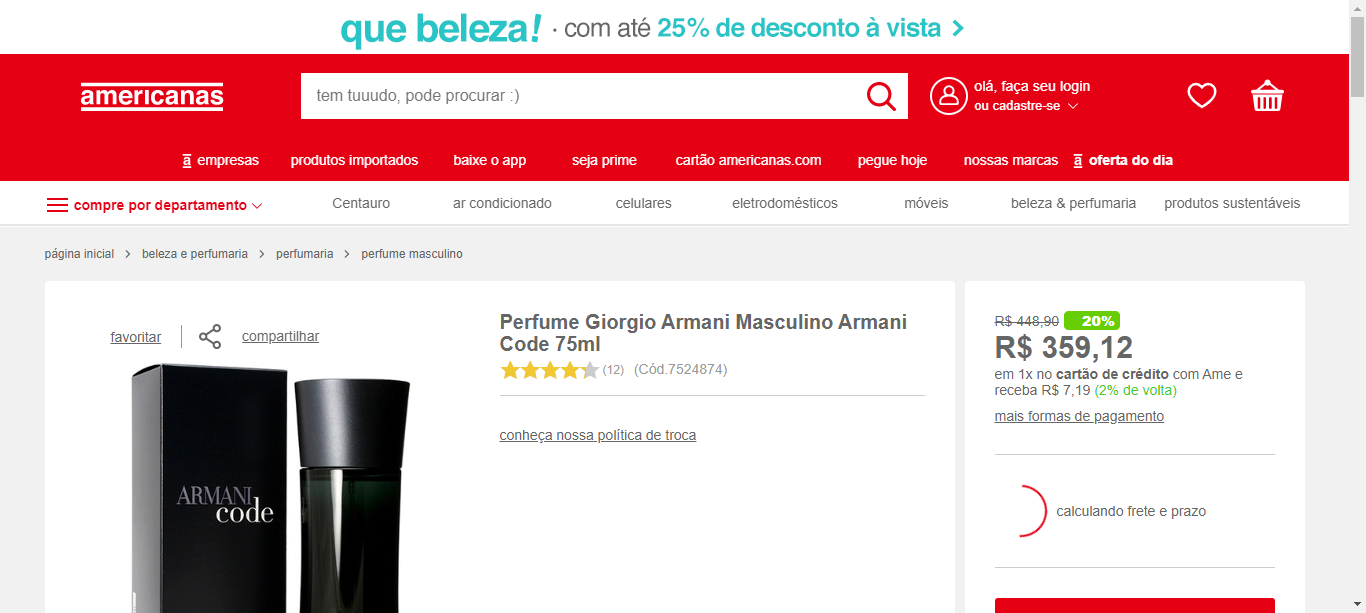 que beleza! · com até 25% de desconto à vista
americanas
tem tuuudo, pode procurar :)
olá, faça seu login
ou cadastre-se
a empresas
produtos importados
baixe o app
seja prime
cartão americanas.com
pegue hoje
nossas marcas
a oferta do dia
compre por departamento
Centauro
ar condicionado
celulares
eletrodomésticos
móveis
beleza & perfumaria
produtos sustentáveis
página inicial > beleza e perfumaria > perfumaria > perfume masculino
favoritar
compartilhar
ARMANI
code
Perfume Giorgio Armani Masculino Armani
Code 75ml
(12) (Cód.7524874)
conheça nossa política de troca
R$ 448,90 20%
R$ 359,12
em 1x no cartão de crédito com Ame e
receba R$ 7,19 (2% de volta)
mais formas de pagamento
calculando frete e prazo